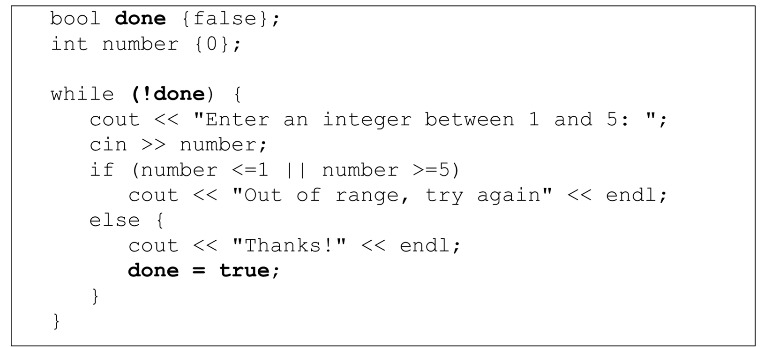 bool done {false};
int number {0};
while (!done) {
cout << "Enter an integer between 1 and 5: ";
cin >> number;
if (number <=1 || number >=5)
cout << "Out of range, try again" << endl;
else {
cout << "Thanks!" << endl;
done = true;
}
}